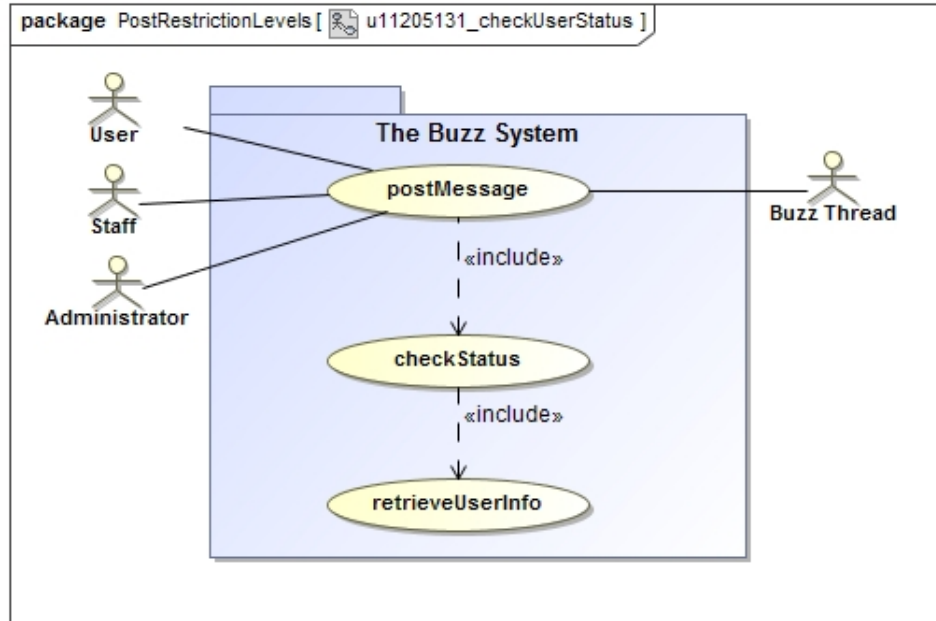 package PostRestrictionLevels [ u11205131_checkUserStatus ]
User
The Buzz System
postMessage
Staff
Buzz Thread
«include»
Administrator
checkStatus
«include»
retrieveUserInfo